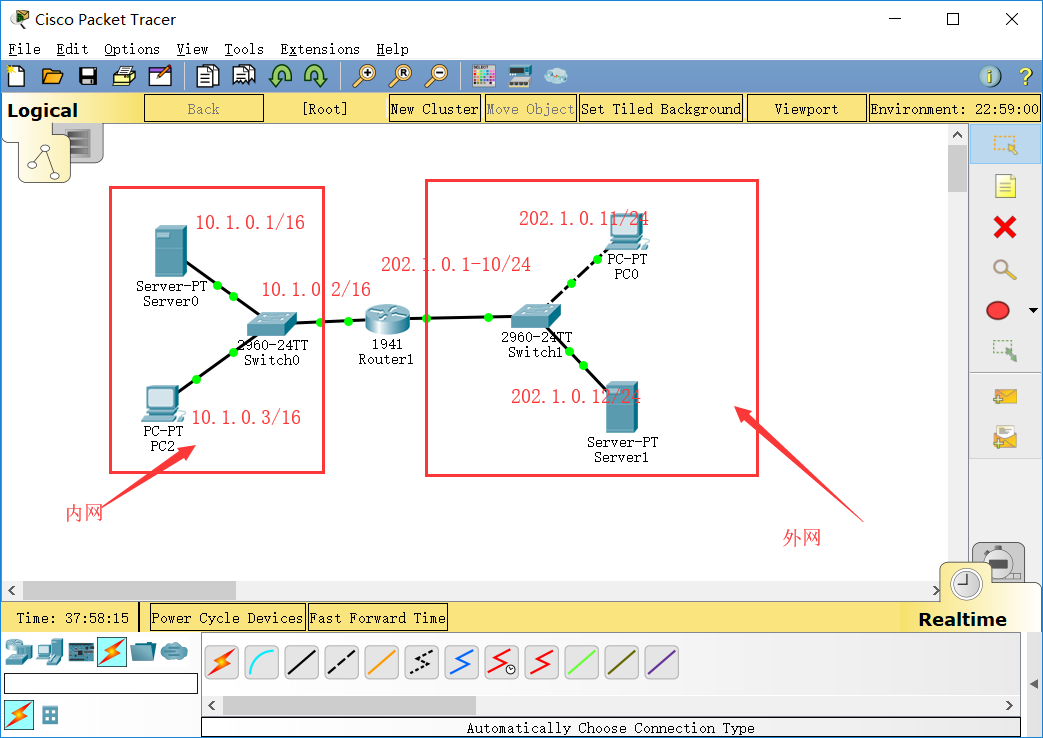 Cisco Packet Tracer
File Edit Options View Tools Extensions Help
Logical
Back
[Root]
New Cluster
Move Object
Set Tiled Background
Viewport
Environment: 22:59:00
10.1.0.1/16
Server-PT
Server0
10.1.0.2/16
2960-24TT
Switch0
PC-PT
PC2
10.1.0.3/16
内网
202.1.0.1-10/24
1941
Router1
202.1.0.11/24
PC-PT
PC0
2960-24TT
Switch1
202.1.0.12/24
Server-PT
Server1
外网
Time: 37:58:15
Power Cycle Devices
Fast Forward Time
Realtime
Automatically Choose Connection Type